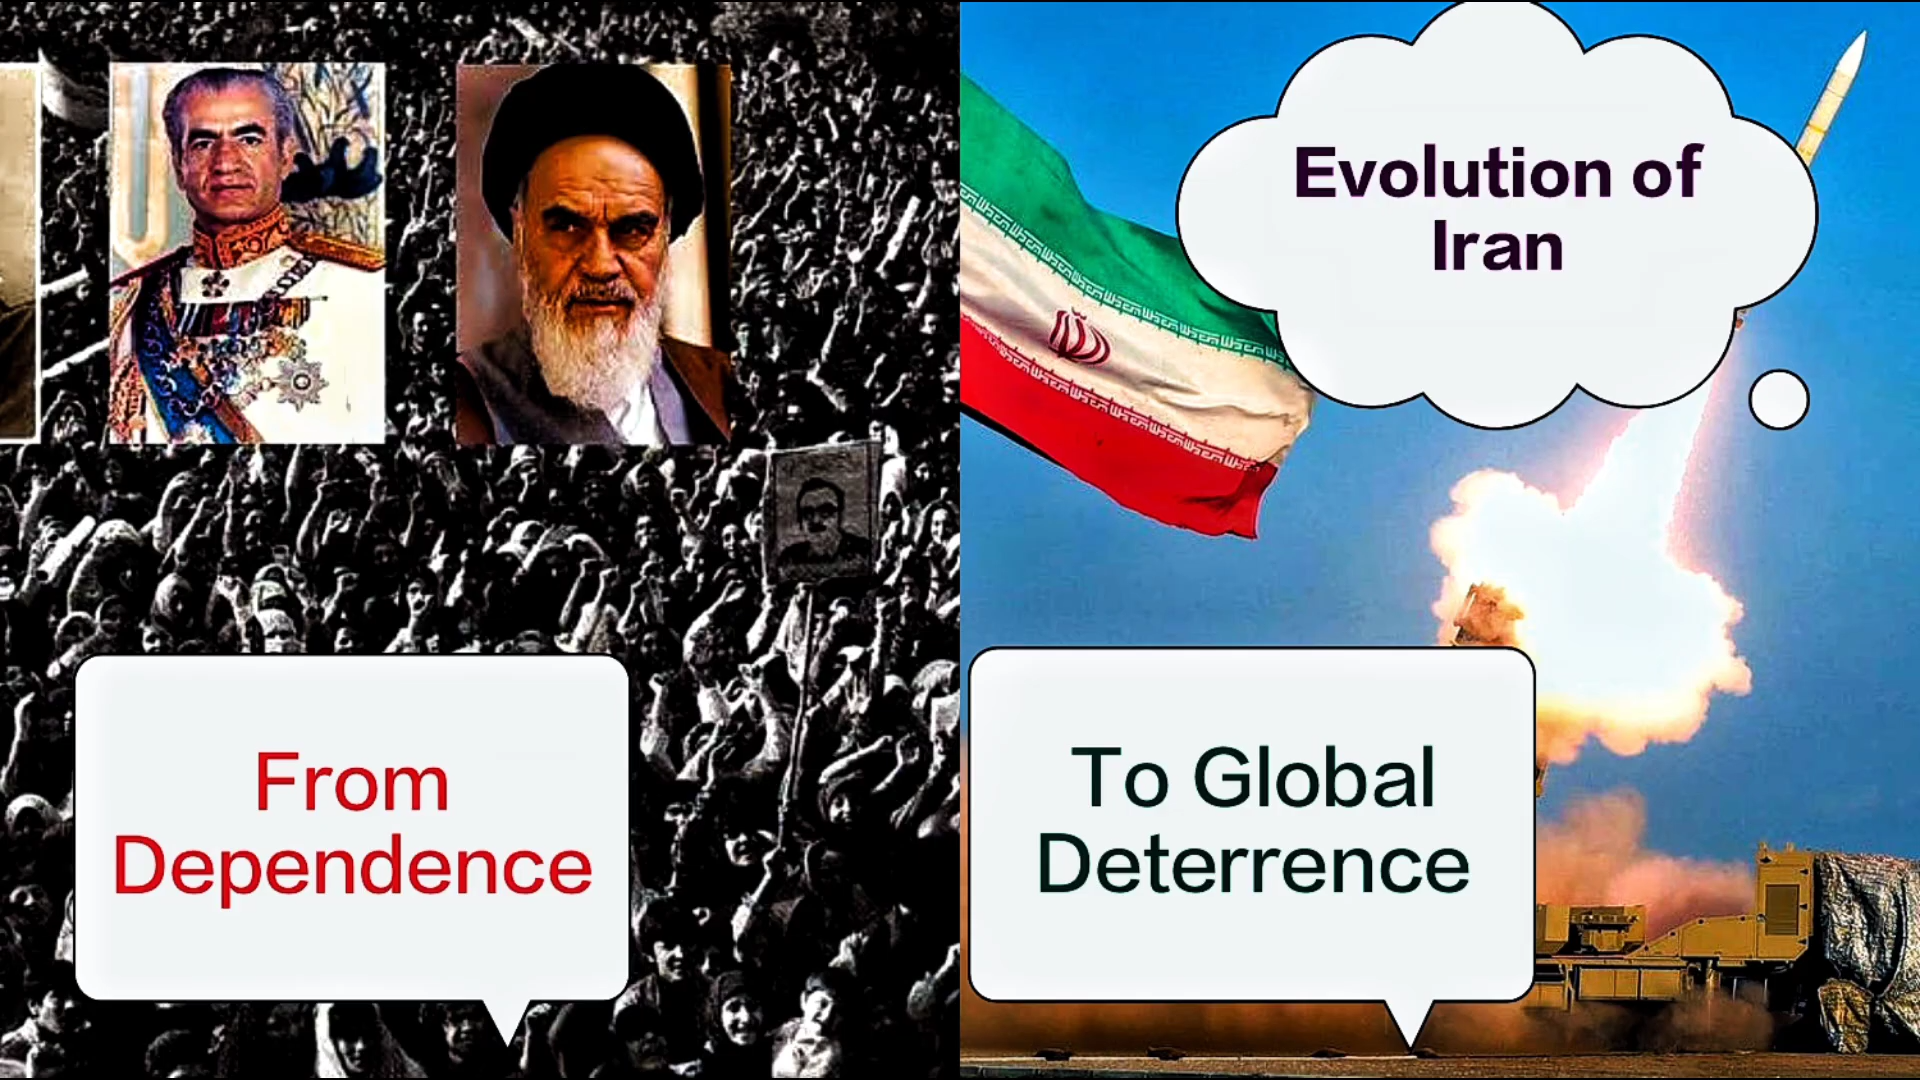 Evolution of
Iran
From
Dependence
To Global
Deterrence